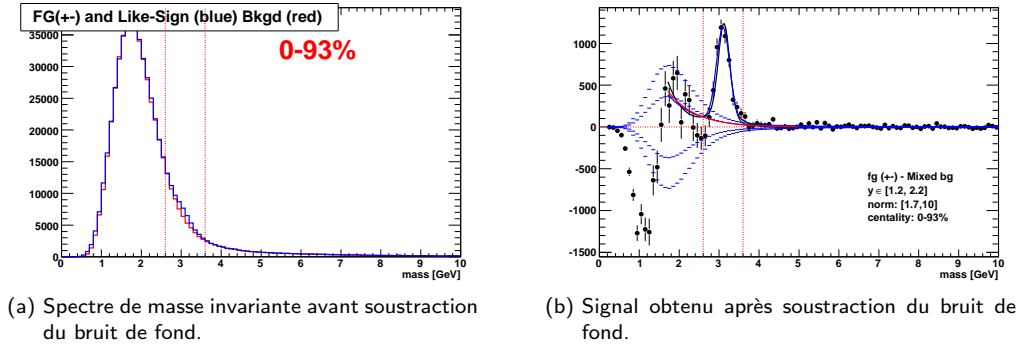 FG(+-) and Like-Sign (blue) Bkgd (red)
0-93%
35000
30000
25000
20000
15000
10000
5000
0
0 1 2 3 4 5 6 7 8 9 10
mass [GeV]
(a) Spectre de masse invariante avant soustraction
du bruit de fond.
1000
500
0
-500
-1000
-1500
fg (+-) - Mixed bg
y ∈ [1.2, 2.2]
norm: [1.7,10]
centality: 0-93%
0 1 2 3 4 5 6 7 8 9 10
mass [GeV]
(b) Signal obtenu après soustraction du bruit de
fond.